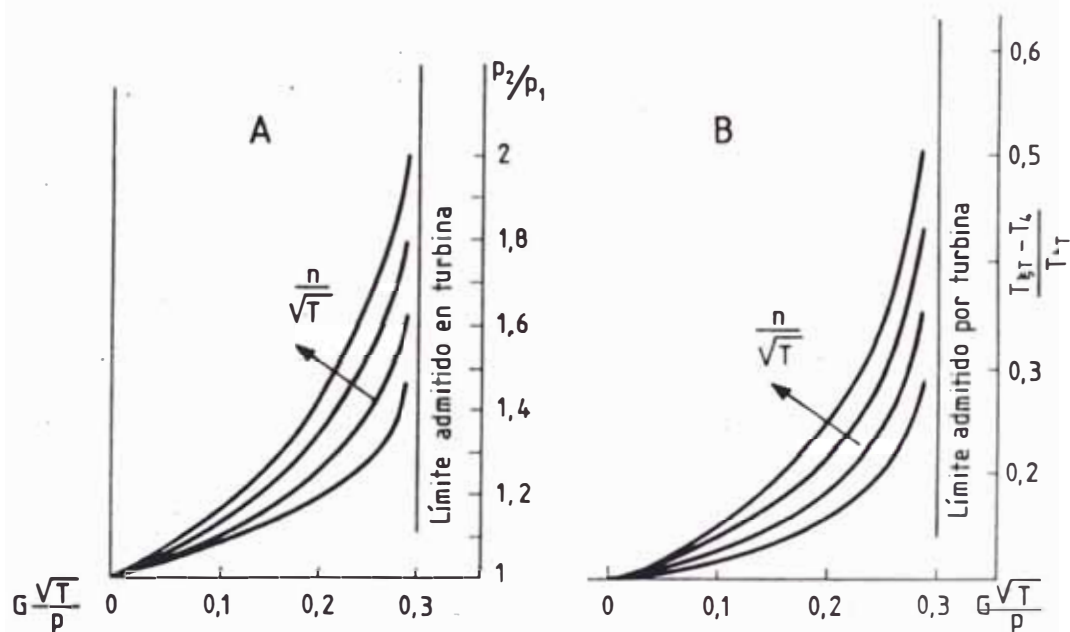 A
p₂/p₁
2
1,8
1,6
1,4
1,2
1
n
√T
Límite admitido en turbina
G √T
p
0
0,1
0,2
0,3
B
0,6
0,5
0,3
0,2
n
√T
Límite admitido por turbina
0
0,1
0,2
0,3
G √T
p